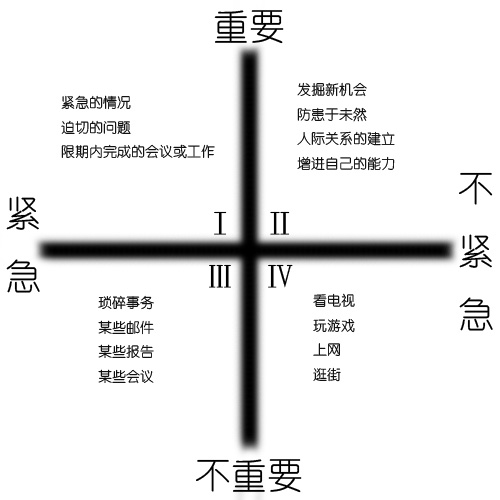 重要
紧急的情况
迫切的问题
限期内完成的会议或工作
发掘新机会
防患于未然
人际关系的建立
增进自己的能力
紧急
不紧急
I
II
III
IV
琐碎事务
某些邮件
某些报告
某些会议
看电视
玩游戏
上网
逛街
不重要